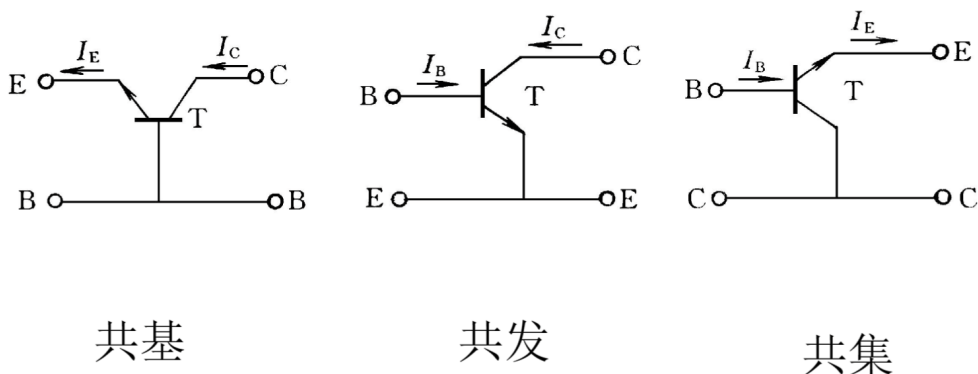 I_E I_C
E C
T
B B
共基
I_C
I_B C
B T
E E
共发
I_E
I_B E
B T
C C
共集